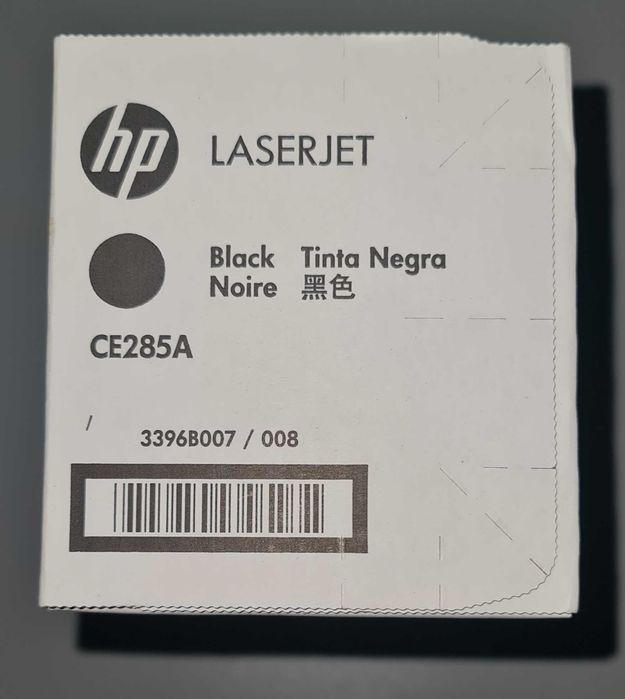 hp LASERJET
Black Tinta Negra
Noire 黑色
CE285A
3396B007 / 008